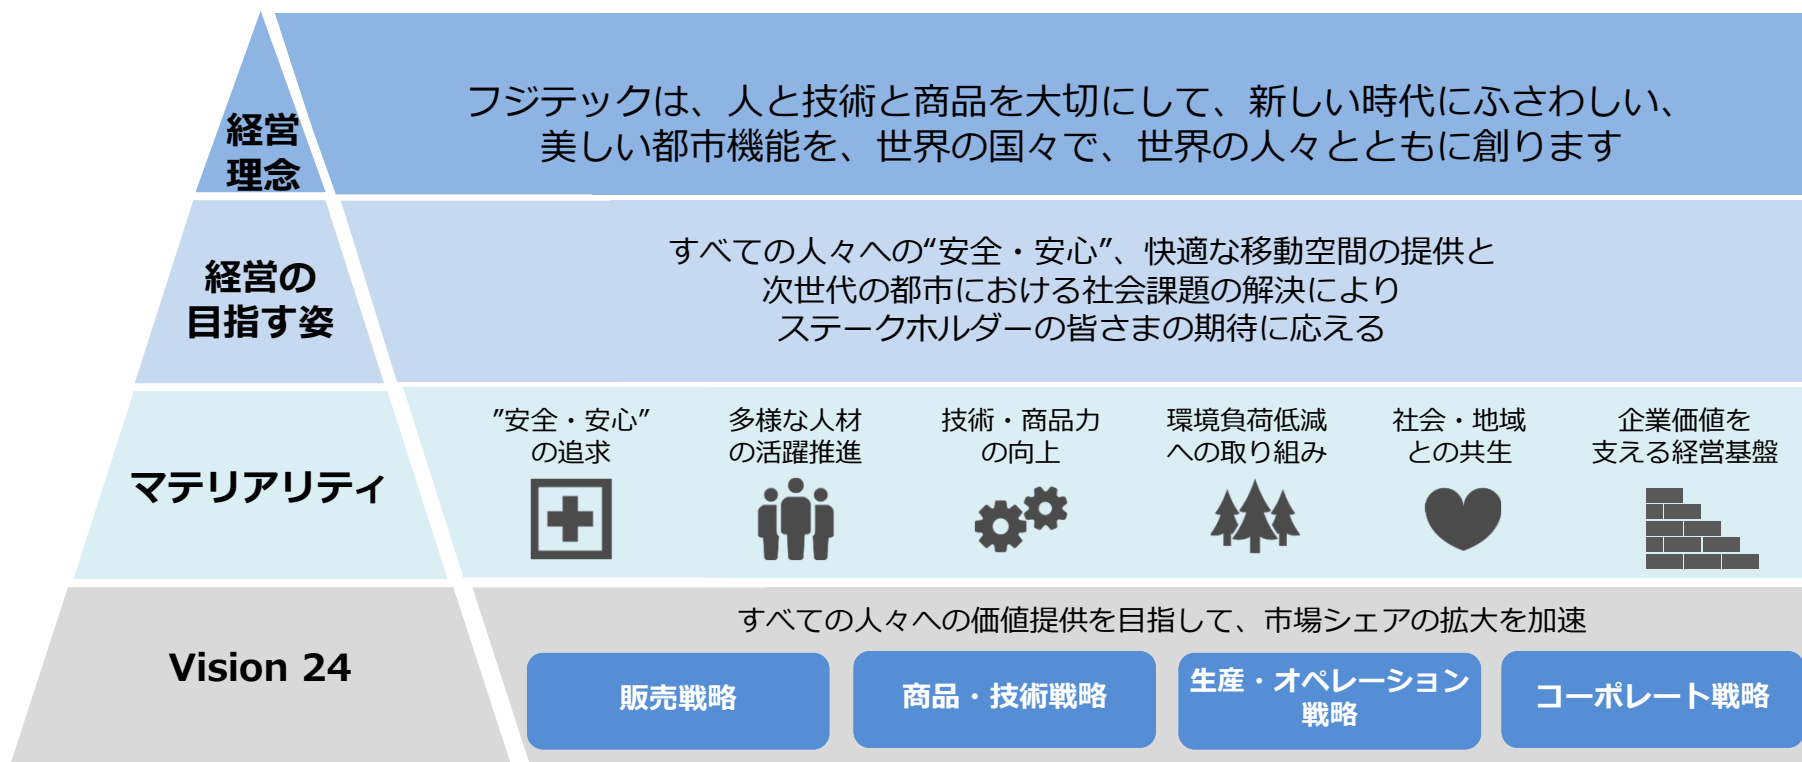 経営
理念
フジテックは、人と技術と商品を大切にして、新しい時代にふさわしい、
美しい都市機能を、世界の国々で、世界の人々とともに創ります
経営の
目指す姿
すべての人々への“安全・安心”、快適な移動空間の提供と
次世代の都市における社会課題の解決により
ステークホルダーの皆さまの期待に応える
マテリアリティ
”安全・安心”
の追求
多様な人材
の活躍推進
技術・商品力
の向上
環境負荷低減
への取り組み
社会・地域
との共生
企業価値を
支える経営基盤
Vision 24
すべての人々への価値提供を目指して、市場シェアの拡大を加速
販売戦略
商品・技術戦略
生産・オペレーション
戦略
コーポレート戦略